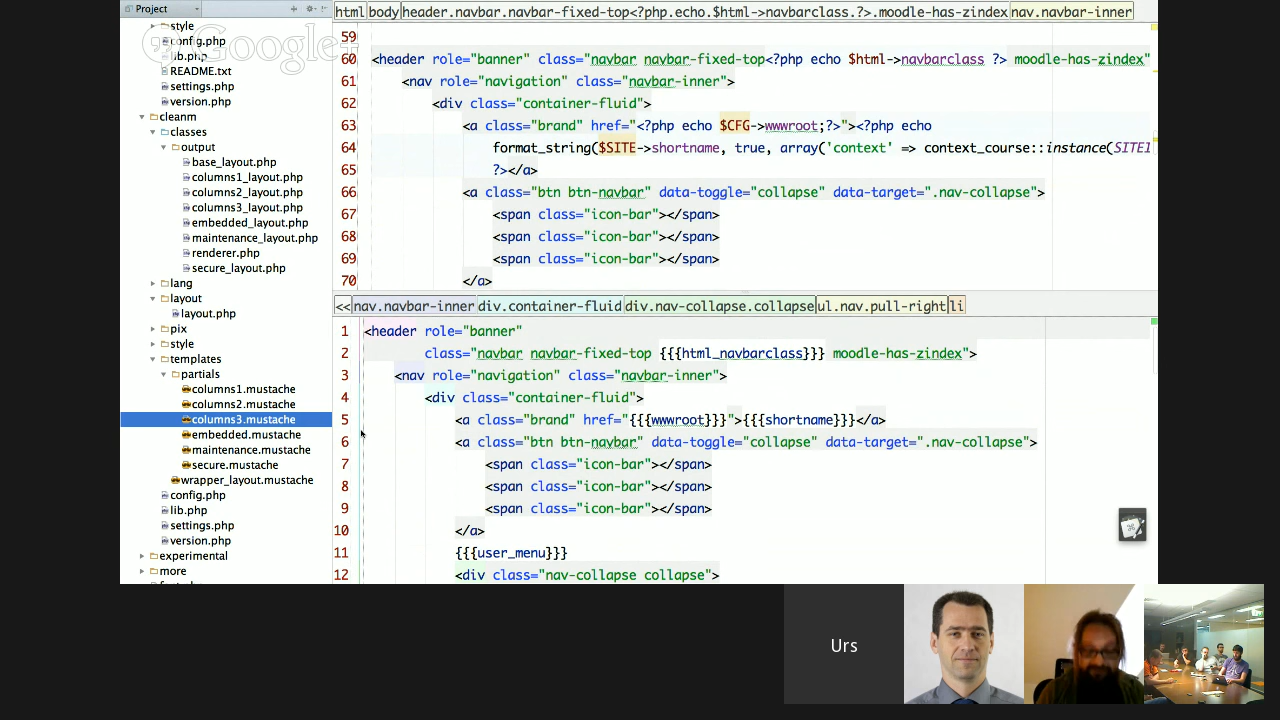 Project
style
config.php
lib.php
README.txt
settings.php
version.php
cleanm
classes
output
base_layout.php
columns1_layout.php
columns2_layout.php
columns3_layout.php
embedded_layout.php
maintenance_layout.php
renderer.php
secure_layout.php
lang
layout
layout.php
pix
style
templates
partials
columns1.mustache
columns2.mustache
columns3.mustache
embedded.mustache
maintenance.mustache
secure.mustache
wrapper_layout.mustache
config.php
lib.php
settings.php
version.php
experimental
more
Google+
html body header.navbar.navbar-fixed-top<?php.echo.$html->navbarclass.?>.moodle-has-zindex nav.navbar-inner
59
60 <header role="banner" class="navbar navbar-fixed-top<?php echo $html->navbarclass ?> moodle-has-zindex"
61 <nav role="navigation" class="navbar-inner">
62 <div class="container-fluid">
63 <a class="brand" href="<?php echo $CFG->wwwroot;?>"><?php echo
64 format_string($SITE->shortname, true, array('context' => context_course::instance(SITEI
65 ?></a>
66 <a class="btn btn-navbar" data-toggle="collapse" data-target=".nav-collapse">
67 <span class="icon-bar"></span>
68 <span class="icon-bar"></span>
69 <span class="icon-bar"></span>
70 </a>
<<nav.navbar-inner div.container-fluid div.nav-collapse.collapse ul.nav.pull-right li
1 <header role="banner"
2 class="navbar navbar-fixed-top {{{html_navbarclass}}} moodle-has-zindex">
3 <nav role="navigation" class="navbar-inner">
4 <div class="container-fluid">
5 <a class="brand" href="{{{wwwroot}}}">{{{shortname}}}</a>
6 <a class="btn btn-navbar" data-toggle="collapse" data-target=".nav-collapse">
7 <span class="icon-bar"></span>
8 <span class="icon-bar"></span>
9 <span class="icon-bar"></span>
10 </a>
11 {{{user_menu}}}
12 <div class="nav-collapse collapse">
Urs